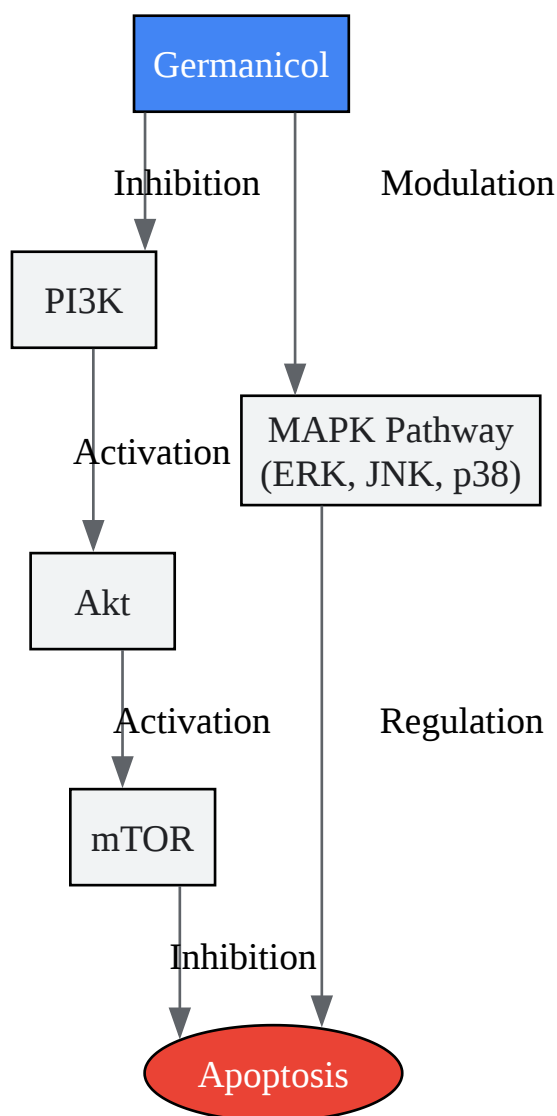 Germanicol
Inhibition
Modulation
PI3K
MAPK Pathway
(ERK, JNK, p38)
Activation
Akt
Activation
Regulation
mTOR
Inhibition
Apoptosis